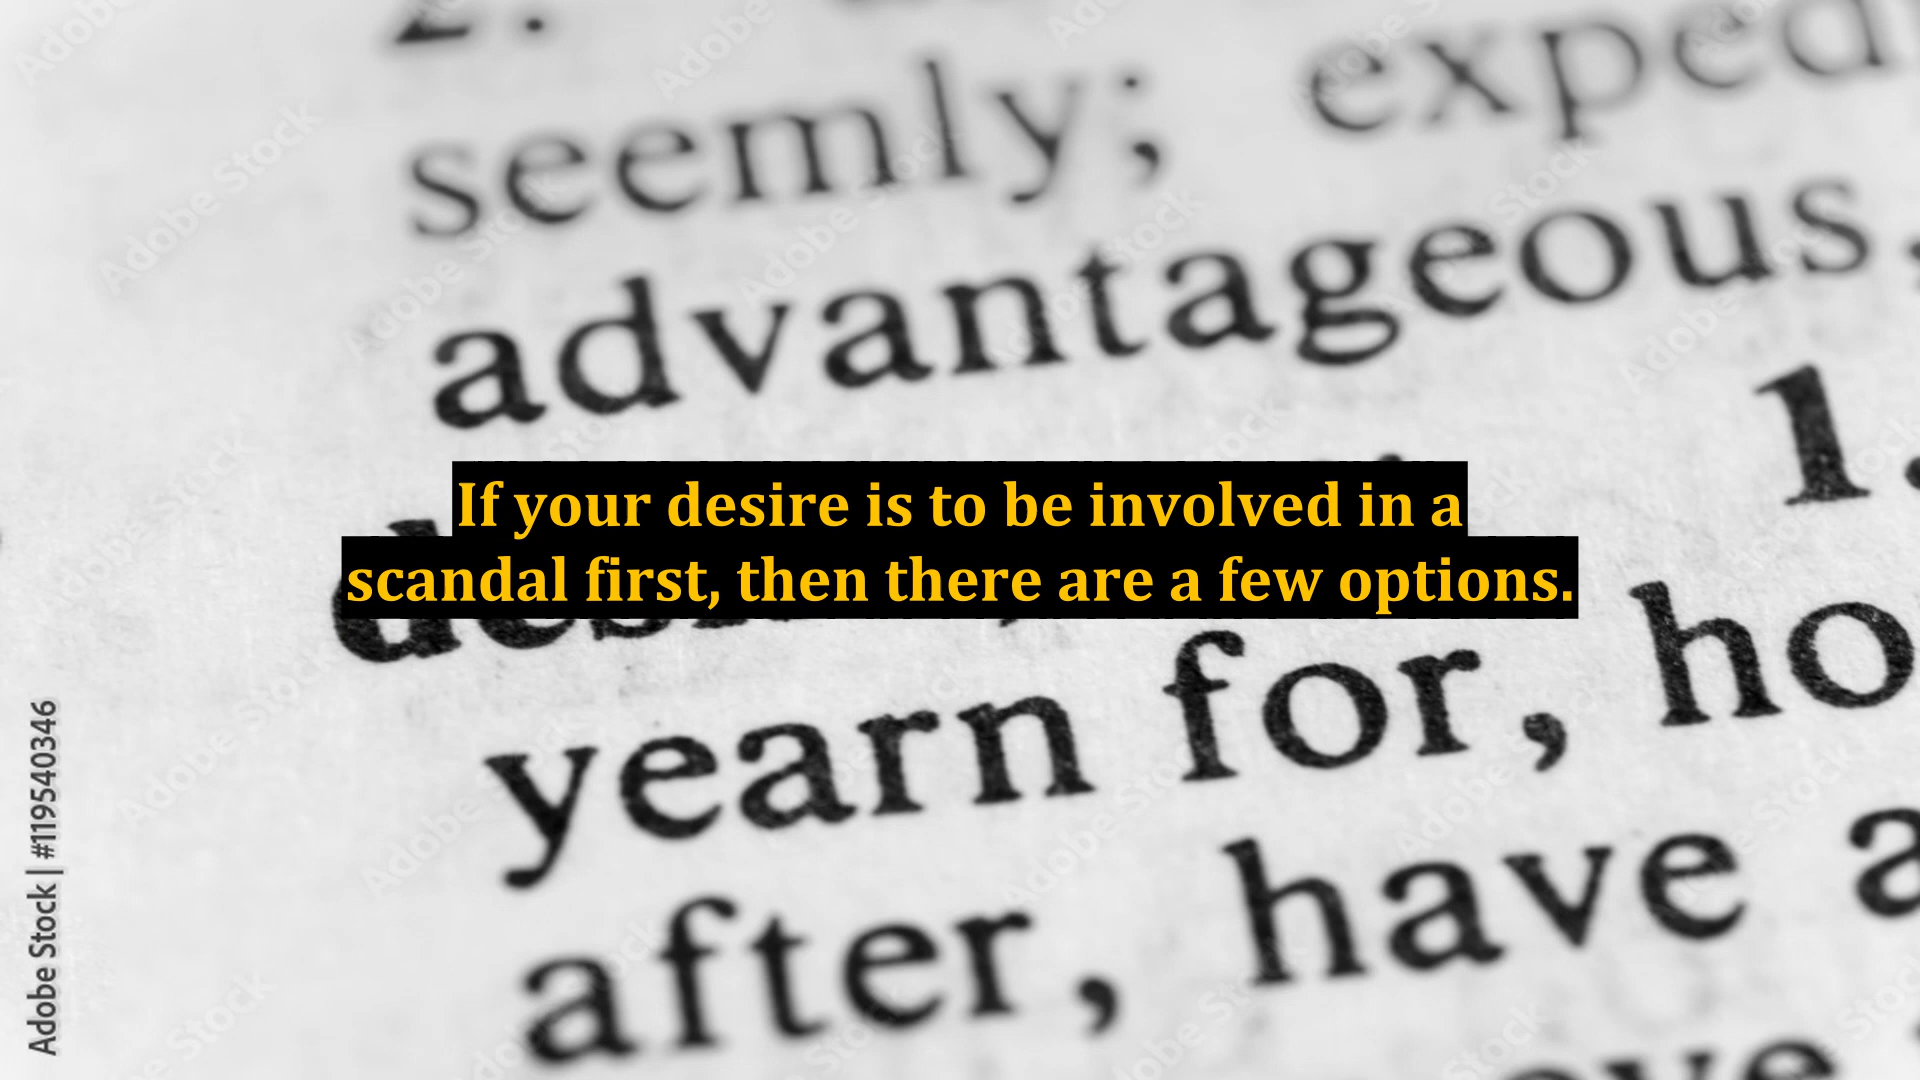 2.
seemly; exped
advantageous,
1.
If your desire is to be involved in a
scandal first, then there are a few options.
yearn for, ho
after, have a
Adobe Stock | #119540346